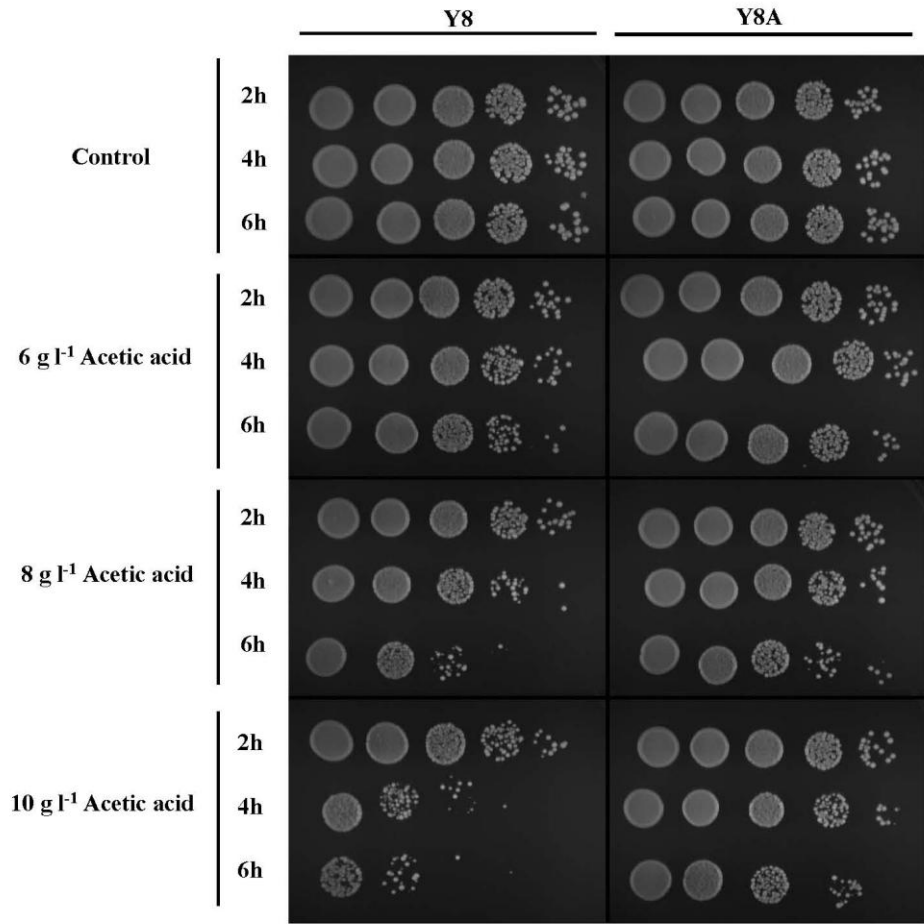 Y8 Y8A
Control
2h
4h
6h
6 g l⁻¹ Acetic acid
2h
4h
6h
8 g l⁻¹ Acetic acid
2h
4h
6h
10 g l⁻¹ Acetic acid
2h
4h
6h